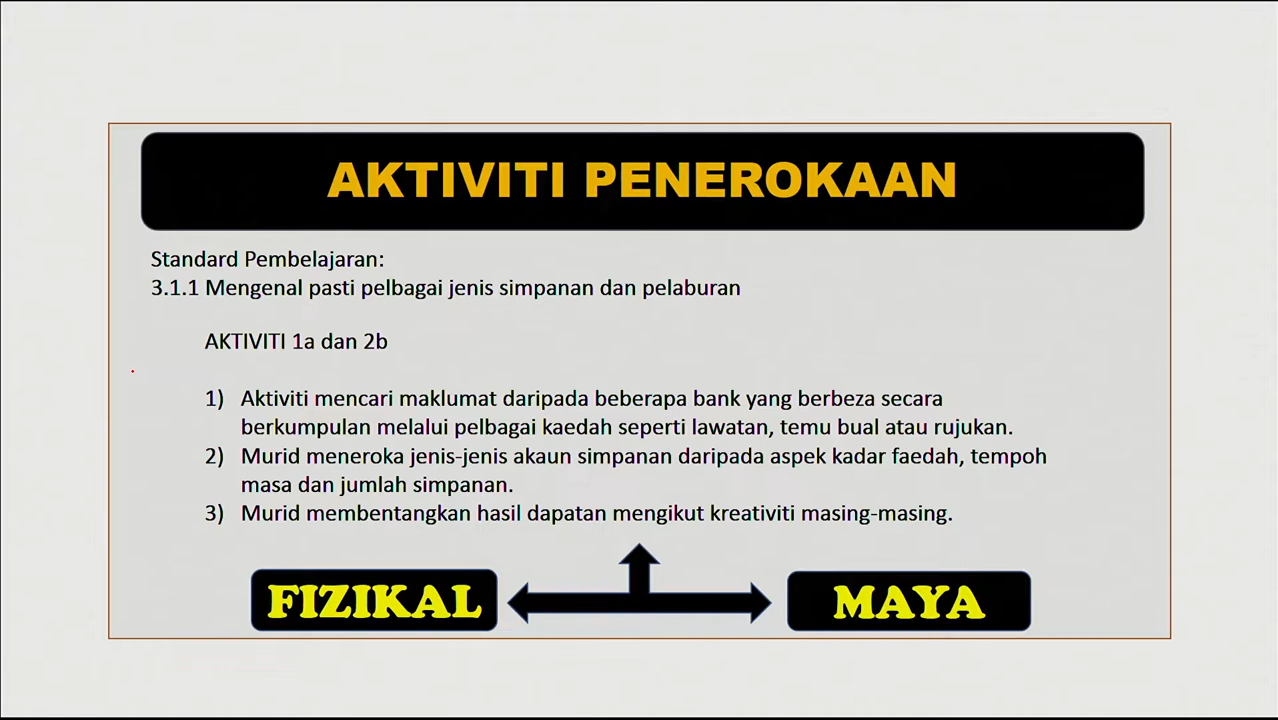 AKTIVITI PENEROKAAN
Standard Pembelajaran:
3.1.1 Mengenal pasti pelbagai jenis simpanan dan pelaburan
AKTIVITI 1a dan 2b
1) Aktiviti mencari maklumat daripada beberapa bank yang berbeza secara
berkumpulan melalui pelbagai kaedah seperti lawatan, temu bual atau rujukan.
2) Murid meneroka jenis-jenis akaun simpanan daripada aspek kadar faedah, tempoh
masa dan jumlah simpanan.
3) Murid membentangkan hasil dapatan mengikut kreativiti masing-masing.
FIZIKAL
MAYA